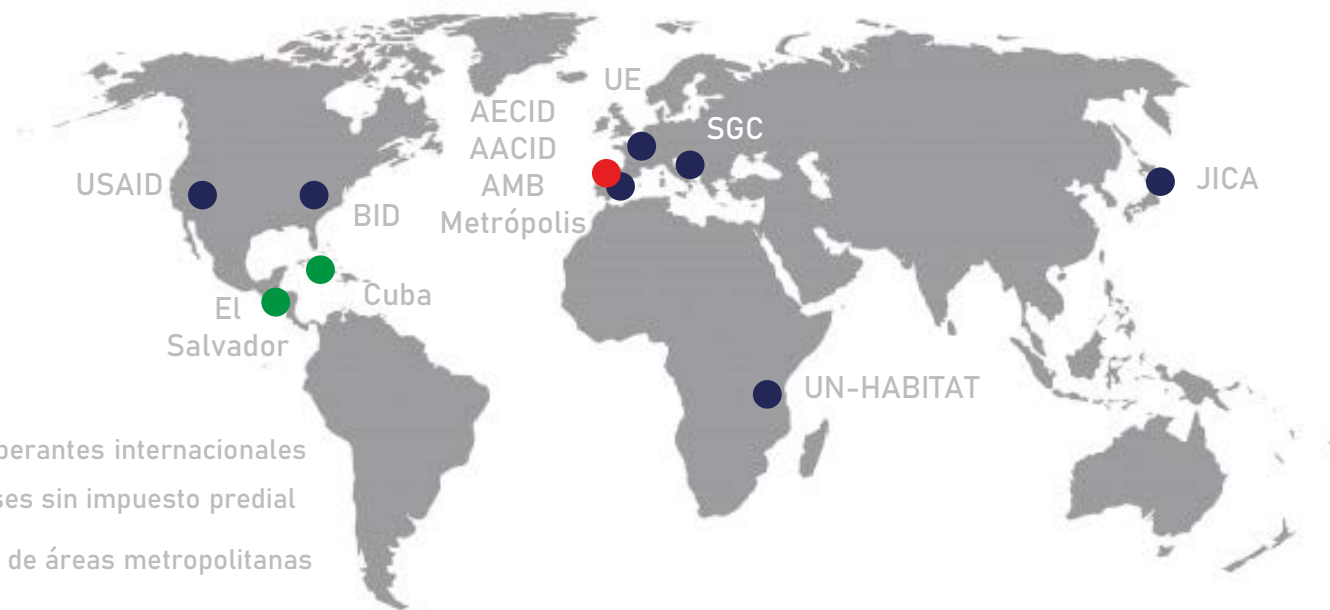 UE
AECID
AACID
AMB
Metrópolis
SGC
USAID
BID
JICA
Cuba
El
Salvador
UN-HABITAT
perantes internacionales
ses sin impuesto predial
de áreas metropolitanas